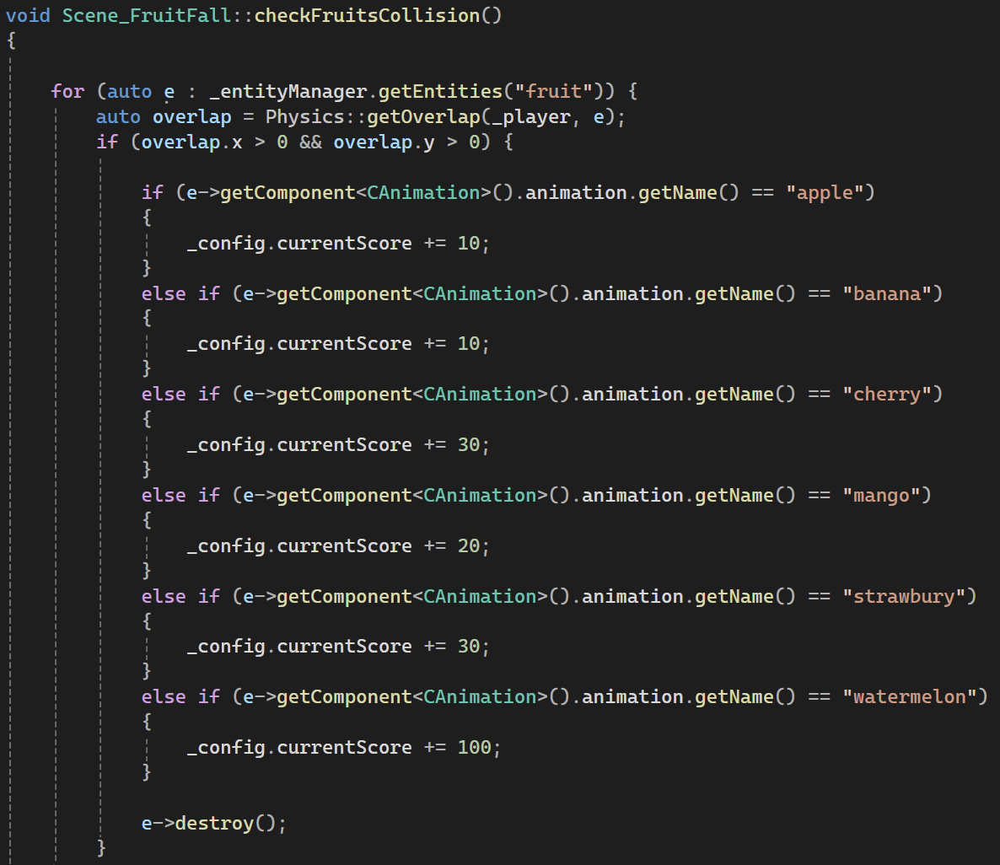 void Scene_FruitFall::checkFruitsCollision()
{
for (auto e : _entityManager.getEntities("fruit")) {
auto overlap = Physics::getOverlap(_player, e);
if (overlap.x > 0 && overlap.y > 0) {
if (e->getComponent<CAnimation>().animation.getName() == "apple")
{
_config.currentScore += 10;
}
else if (e->getComponent<CAnimation>().animation.getName() == "banana")
{
_config.currentScore += 10;
}
else if (e->getComponent<CAnimation>().animation.getName() == "cherry")
{
_config.currentScore += 30;
}
else if (e->getComponent<CAnimation>().animation.getName() == "mango")
{
_config.currentScore += 20;
}
else if (e->getComponent<CAnimation>().animation.getName() == "strawbury")
{
_config.currentScore += 30;
}
else if (e->getComponent<CAnimation>().animation.getName() == "watermelon")
{
_config.currentScore += 100;
}
e->destroy();
}